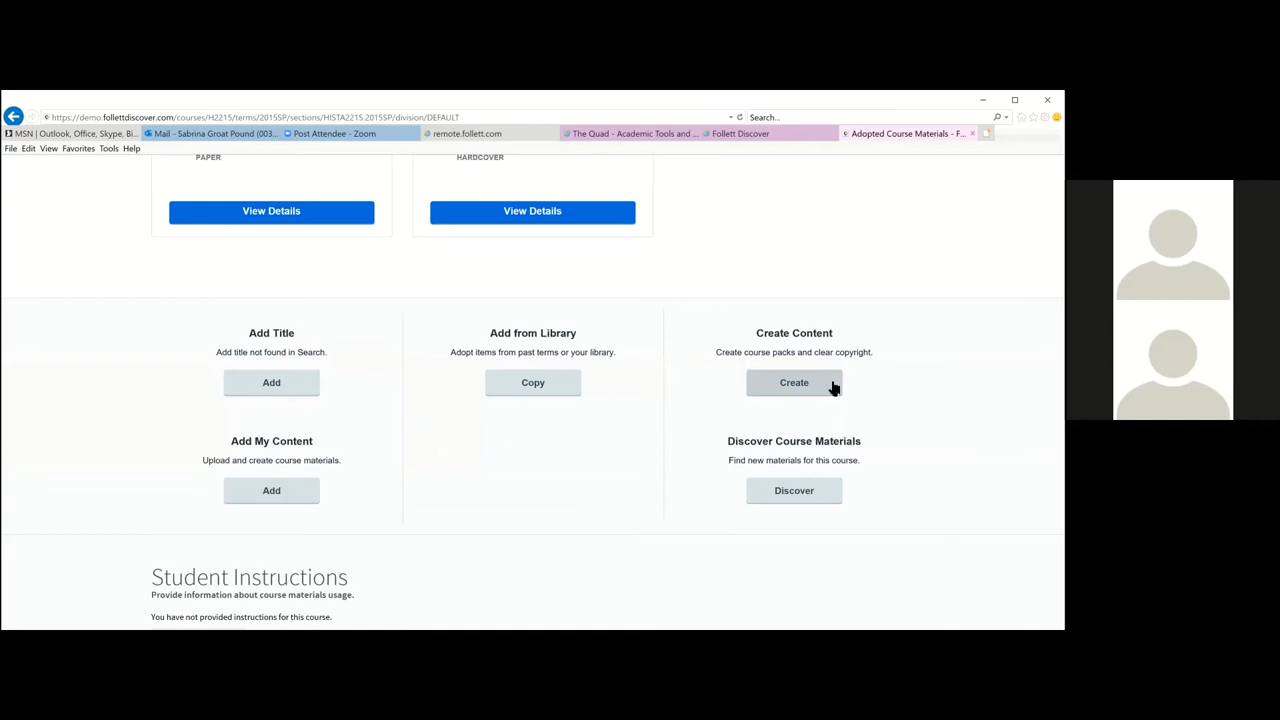 https://demo.follettdiscover.com/courses/H2215/terms/2015SP/sections/HISTA2215.2015SP/division/DEFAULT
Search...
MSN | Outlook, Office, Skype, Bi...
Mail - Sabrina Groat Pound (003...
Post Attendee - Zoom
remote.follett.com
The Quad - Academic Tools and ...
Follett Discover
Adopted Course Materials - F...
File Edit View Favorites Tools Help
PAPER
HARDCOVER
View Details
View Details
Add Title
Add title not found in Search.
Add
Add from Library
Adopt items from past terms or your library.
Copy
Create Content
Create course packs and clear copyright.
Create
Add My Content
Upload and create course materials.
Add
Discover Course Materials
Find new materials for this course.
Discover
Student Instructions
Provide information about course materials usage.
You have not provided instructions for this course.